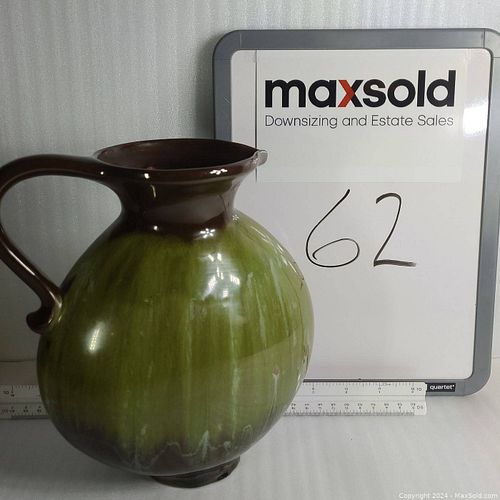 maxsold
Downsizing and Estate Sales
62
quartet
Copyright 2024 - MaxSold.com